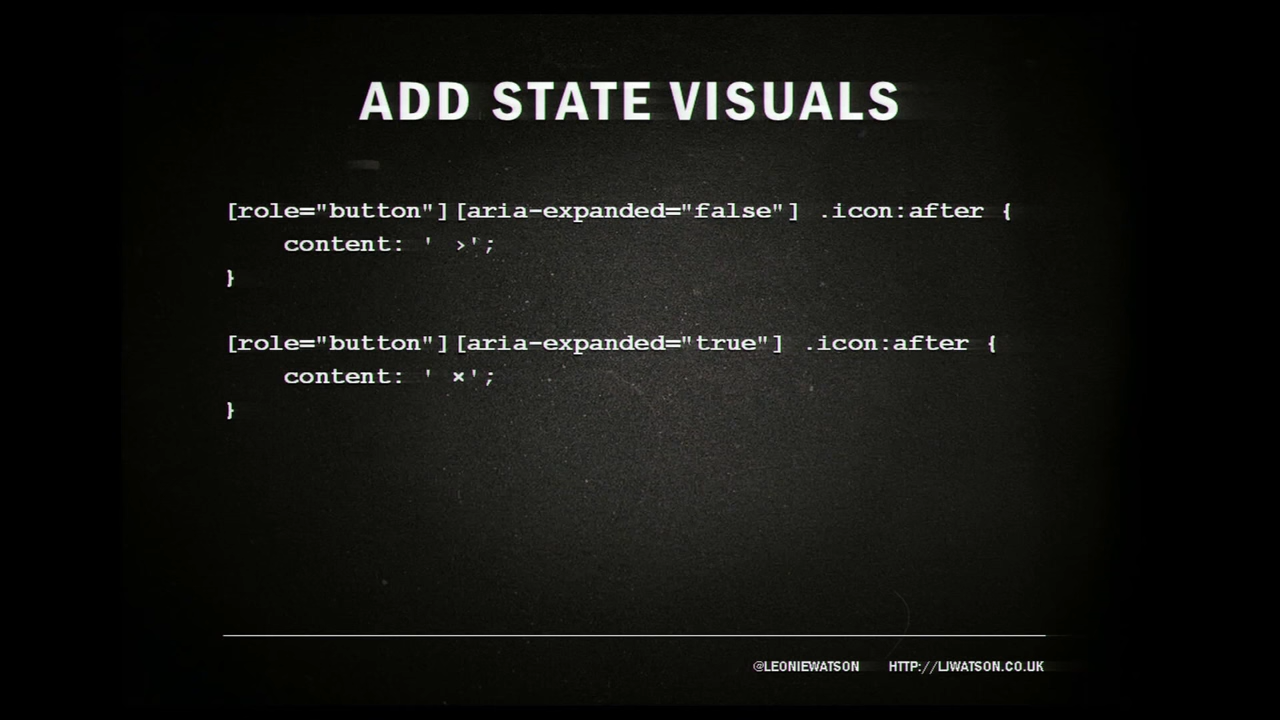 ADD STATE VISUALS
[role="button"][aria-expanded="false"] .icon:after {
    content: ' ›';
}
[role="button"][aria-expanded="true"] .icon:after {
    content: ' ×';
}
@LEONIEWATSON HTTP://LJWATSON.CO.UK